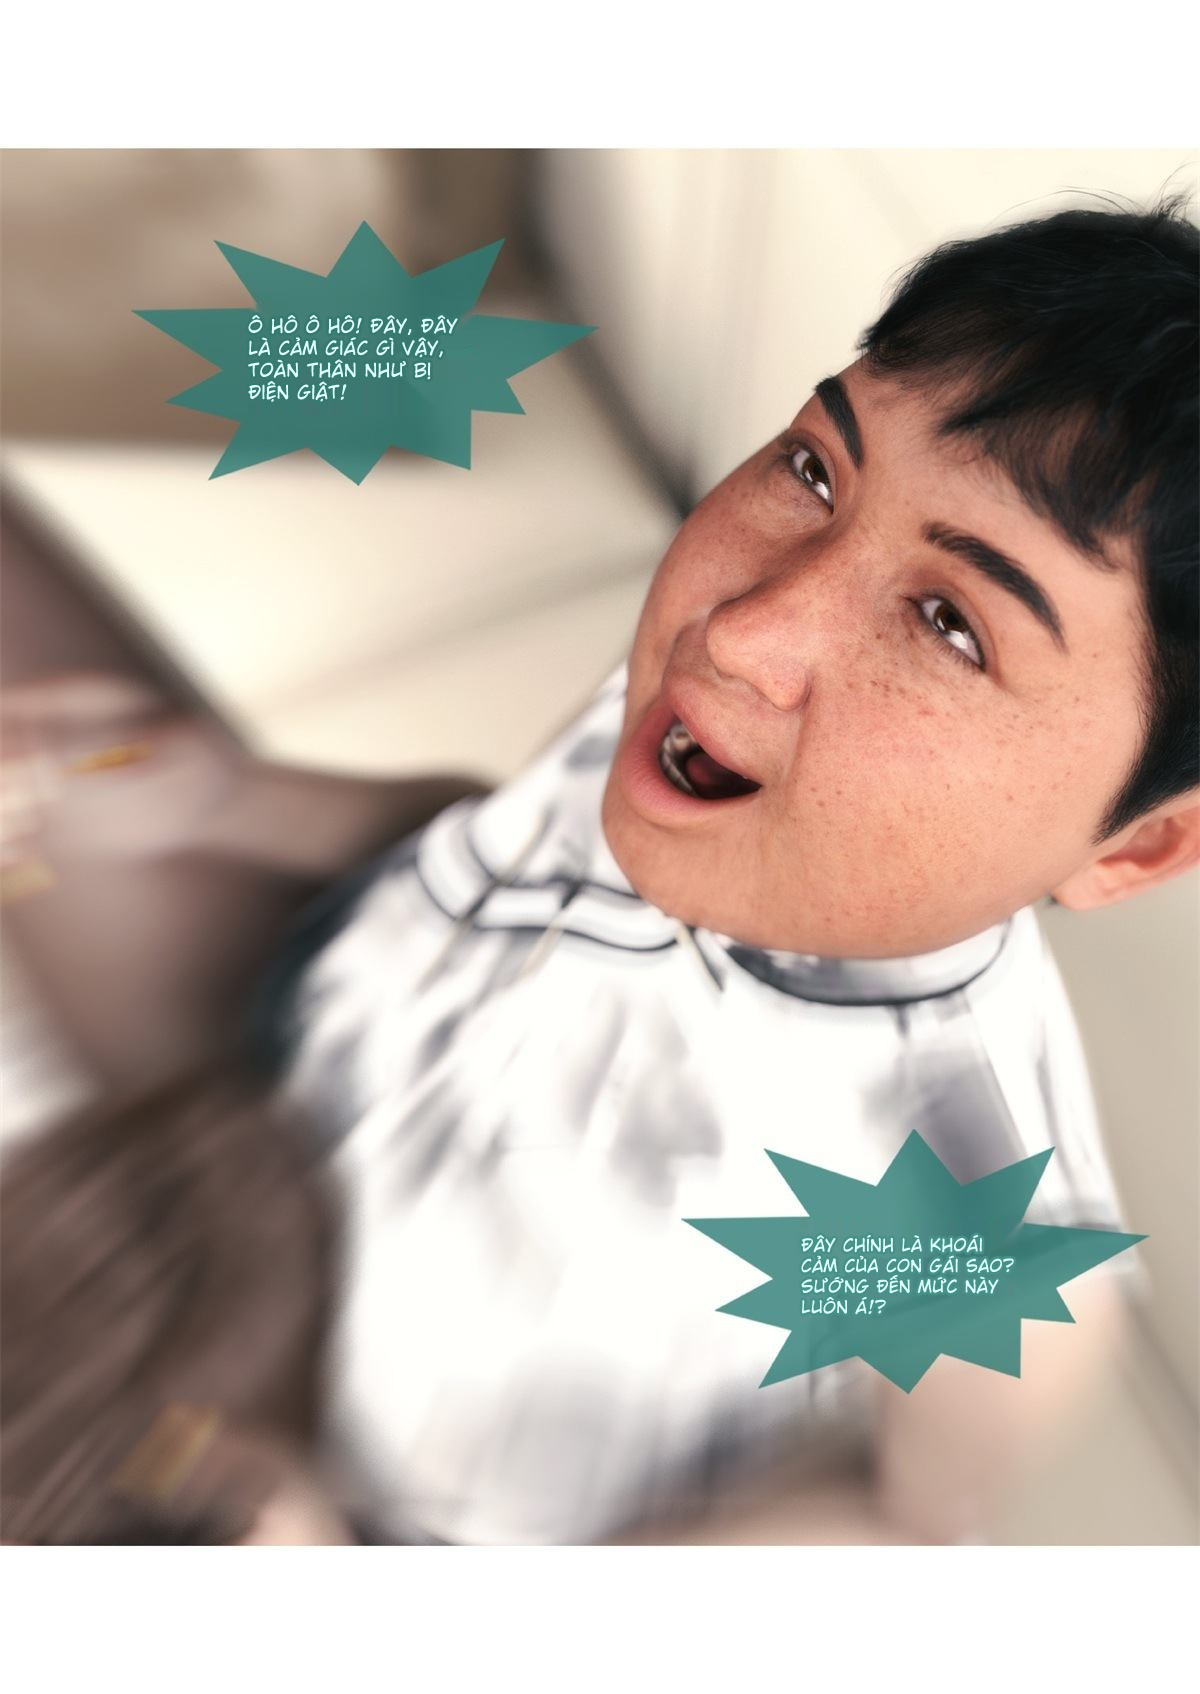 Ô HÔ Ô HÔ! ĐÂY, ĐÂY
LÀ CẢM GIÁC GÌ VẬY,
TOÀN THÂN NHƯ BỊ
ĐIỆN GIẬT!
ĐÂY CHÍNH LÀ KHOÁI
CẢM CỦA CON GÁI SAO?
SƯỚNG ĐẾN MỨC NÀY
LUÔN Á!?